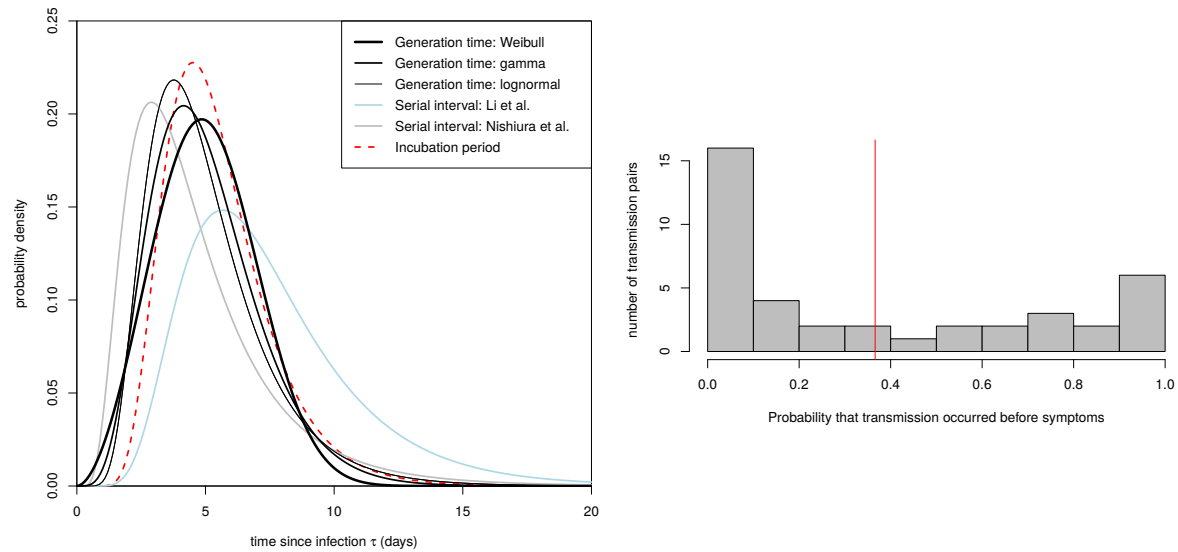 0.00
0.05
0.10
0.15
0.20
0.25
probability density
0
5
10
15
20
time since infection τ (days)
Generation time: Weibull
Generation time: gamma
Generation time: lognormal
Serial interval: Li et al.
Serial interval: Nishiura et al.
Incubation period
0
5
10
15
number of transmission pairs
0.0
0.2
0.4
0.6
0.8
1.0
Probability that transmission occurred before symptoms